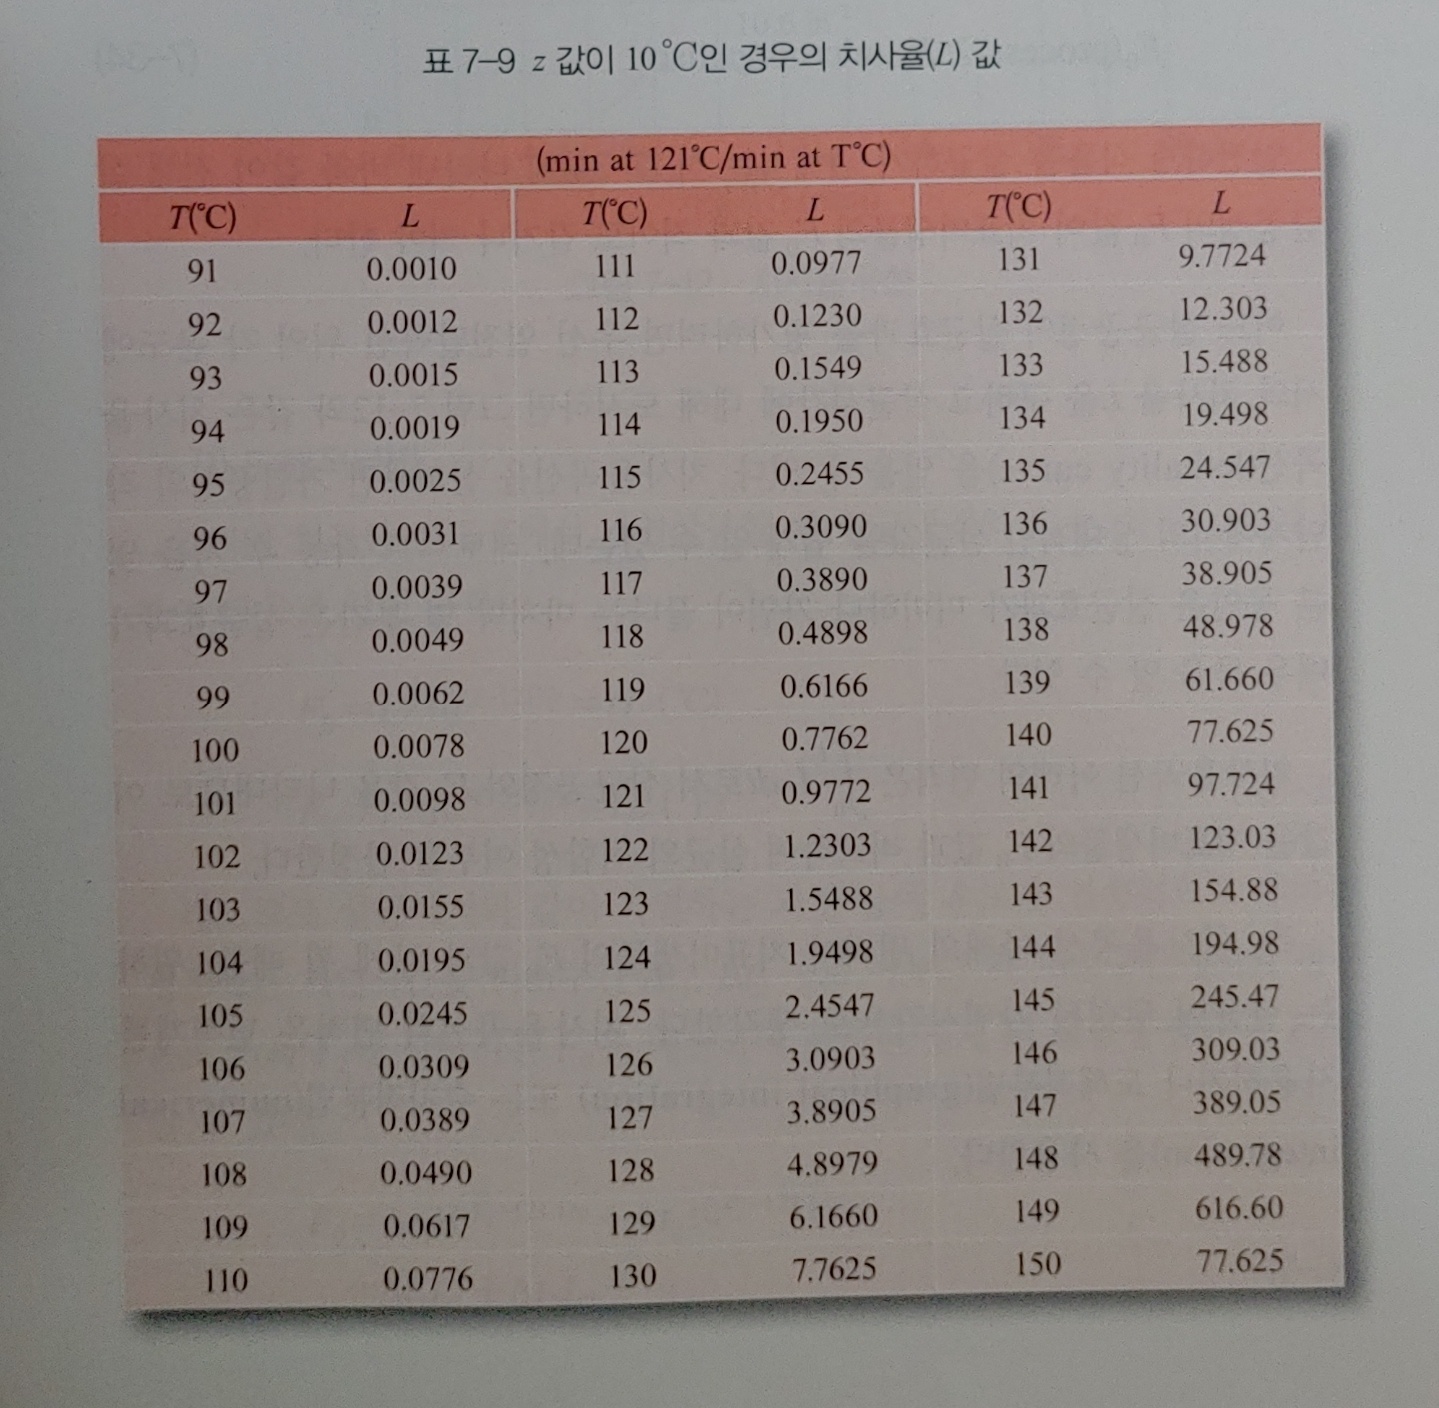 표 7–9 z 값이 10℃인 경우의 치사율(L) 값
(min at 121℃/min at T℃)
T(℃) L T(℃) L T(℃) L
91 0.0010 111 0.0977 131 9.7724
92 0.0012 112 0.1230 132 12.303
93 0.0015 113 0.1549 133 15.488
94 0.0019 114 0.1950 134 19.498
95 0.0025 115 0.2455 135 24.547
96 0.0031 116 0.3090 136 30.903
97 0.0039 117 0.3890 137 38.905
98 0.0049 118 0.4898 138 48.978
99 0.0062 119 0.6166 139 61.660
100 0.0078 120 0.7762 140 77.625
101 0.0098 121 0.9772 141 97.724
102 0.0123 122 1.2303 142 123.03
103 0.0155 123 1.5488 143 154.88
104 0.0195 124 1.9498 144 194.98
105 0.0245 125 2.4547 145 245.47
106 0.0309 126 3.0903 146 309.03
107 0.0389 127 3.8905 147 389.05
108 0.0490 128 4.8979 148 489.78
109 0.0617 129 6.1660 149 616.60
110 0.0776 130 7.7625 150 77.625